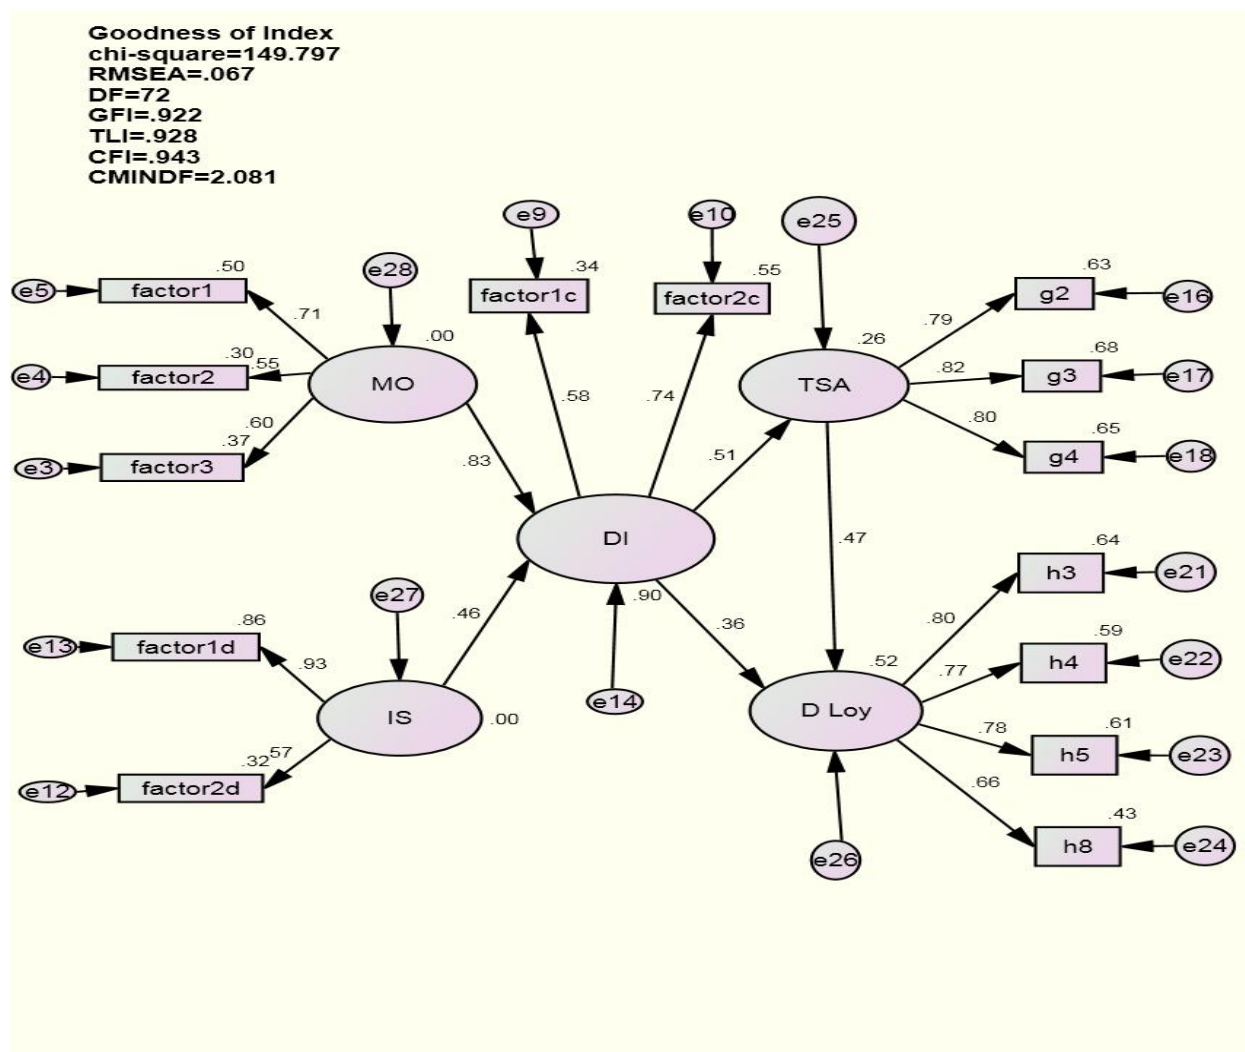 Goodness of Index
chi-square=149.797
RMSEA=.067
DF=72
GFI=.922
TLI=.928
CFI=.943
CMINDF=2.081
e9
e10
e25
e5
factor1
.50
e28
factor1c
.34
factor2c
.55
g2
.63
e16
.71
.00
.79
.26
e4
factor2
.30
.55
MO
.58
.74
TSA
.82
g3
.68
e17
.60
.37
.80
.65
e3
factor3
.83
.51
g4
e18
DI
.47
.64
h3
e21
e27
.90
.46
.36
.80
.86
e13
factor1d
.93
.59
h4
e22
.52
.77
e14
IS
.00
D Loy
.61
.78
h5
e23
.57
.32
e12
factor2d
.66
.43
h8
e24
e26